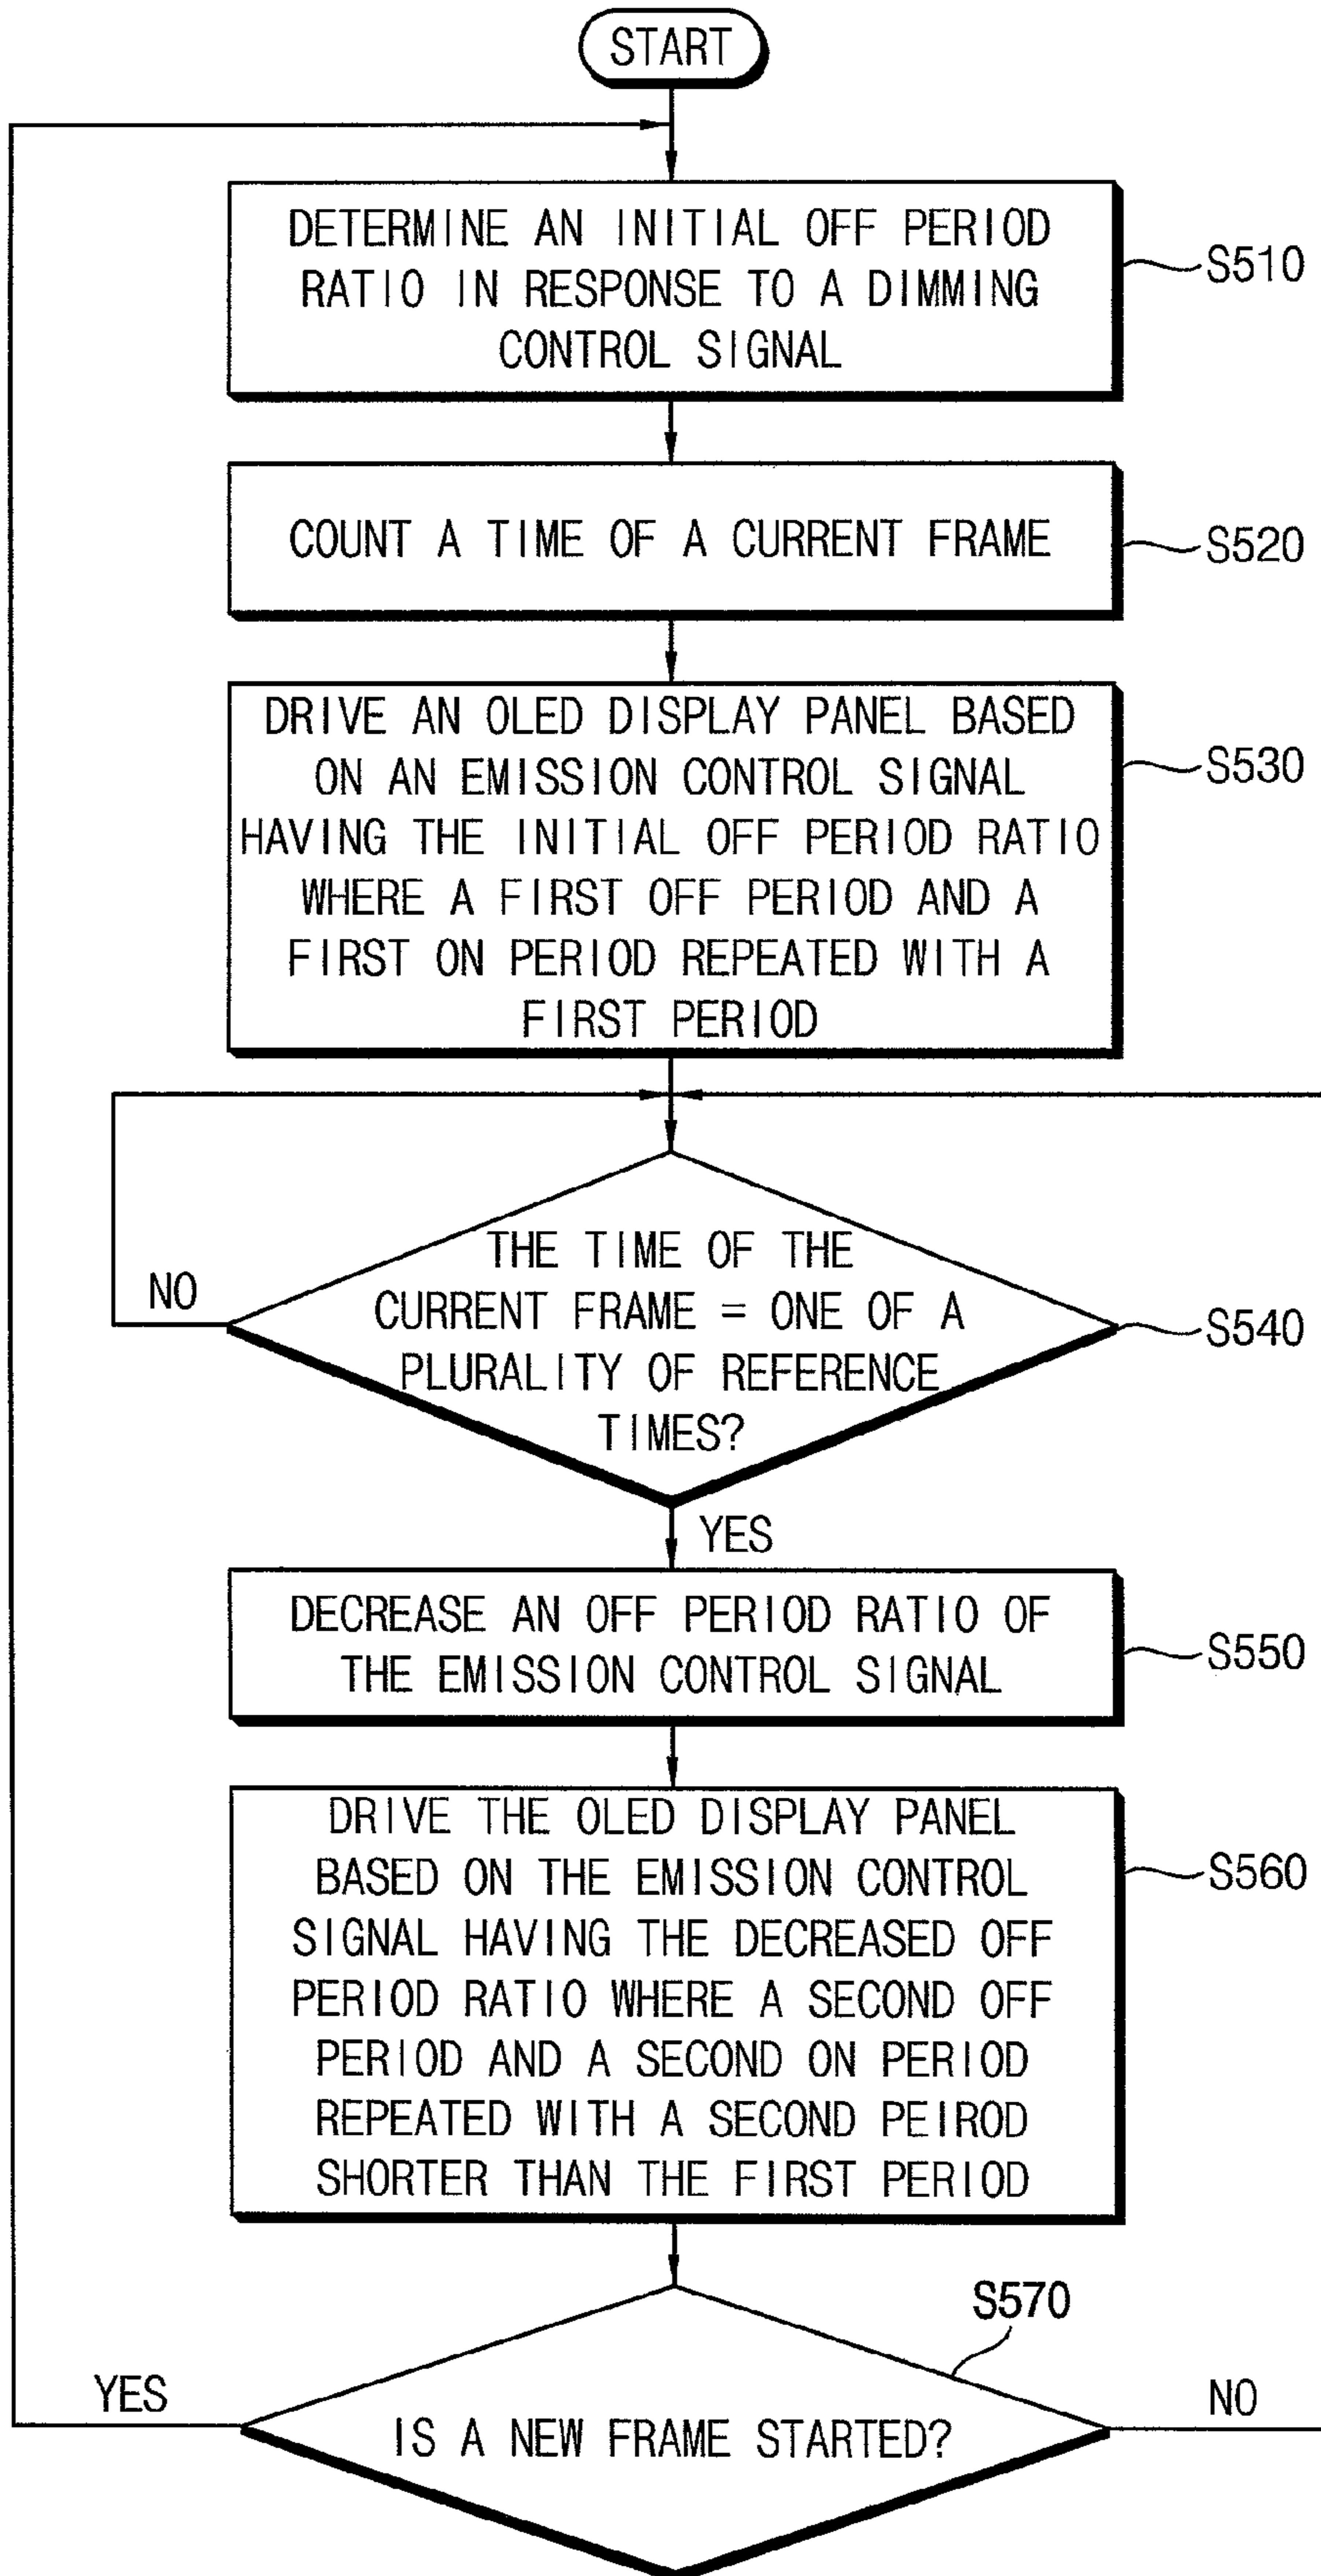 START
DETERMINE AN INITIAL OFF PERIOD
RATIO IN RESPONSE TO A DIMMING
CONTROL SIGNAL
S510
COUNT A TIME OF A CURRENT FRAME
S520
DRIVE AN OLED DISPLAY PANEL BASED
ON AN EMISSION CONTROL SIGNAL
HAVING THE INITIAL OFF PERIOD RATIO
WHERE A FIRST OFF PERIOD AND A
FIRST ON PERIOD REPEATED WITH A
FIRST PERIOD
S530
THE TIME OF THE
CURRENT FRAME = ONE OF A
PLURALITY OF REFERENCE
TIMES?
NO
S540
YES
DECREASE AN OFF PERIOD RATIO OF
THE EMISSION CONTROL SIGNAL
S550
DRIVE THE OLED DISPLAY PANEL
BASED ON THE EMISSION CONTROL
SIGNAL HAVING THE DECREASED OFF
PERIOD RATIO WHERE A SECOND OFF
PERIOD AND A SECOND ON PERIOD
REPEATED WITH A SECOND PEIROD
SHORTER THAN THE FIRST PERIOD
S560
S570
YES
IS A NEW FRAME STARTED?
NO